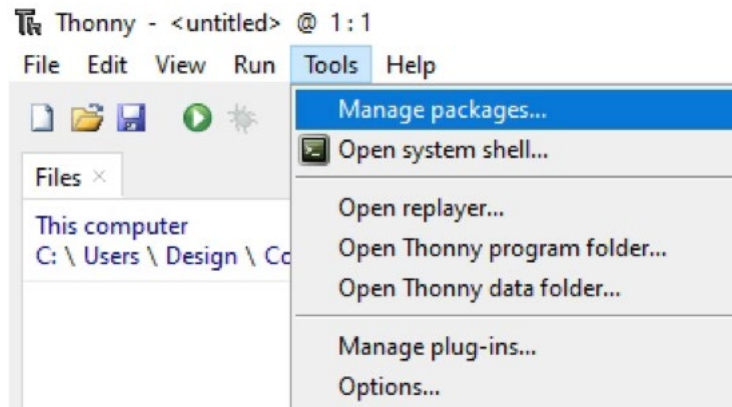 Thonny - <untitled> @ 1:1
File Edit View Run Tools Help
Manage packages...
Open system shell...
Files ×
Open replayer...
This computer
C: \ Users \ Design \ Co
Open Thonny program folder...
Open Thonny data folder...
Manage plug-ins...
Options...